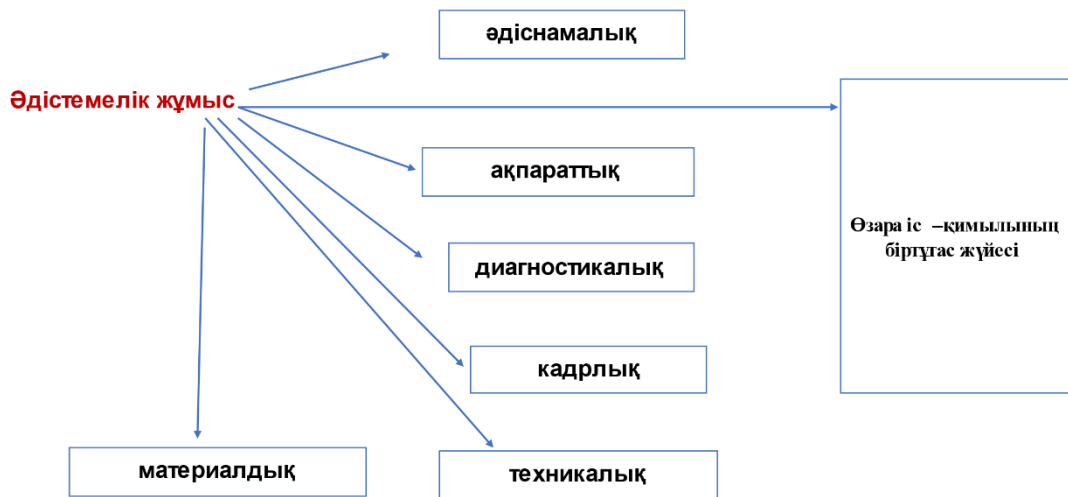 әдіснамалық
Әдістемелік жұмыс
ақпараттық
Өзара іс –қимылының
біртұтас жүйесі
диагностикалық
кадрлық
материалдық
техникалық